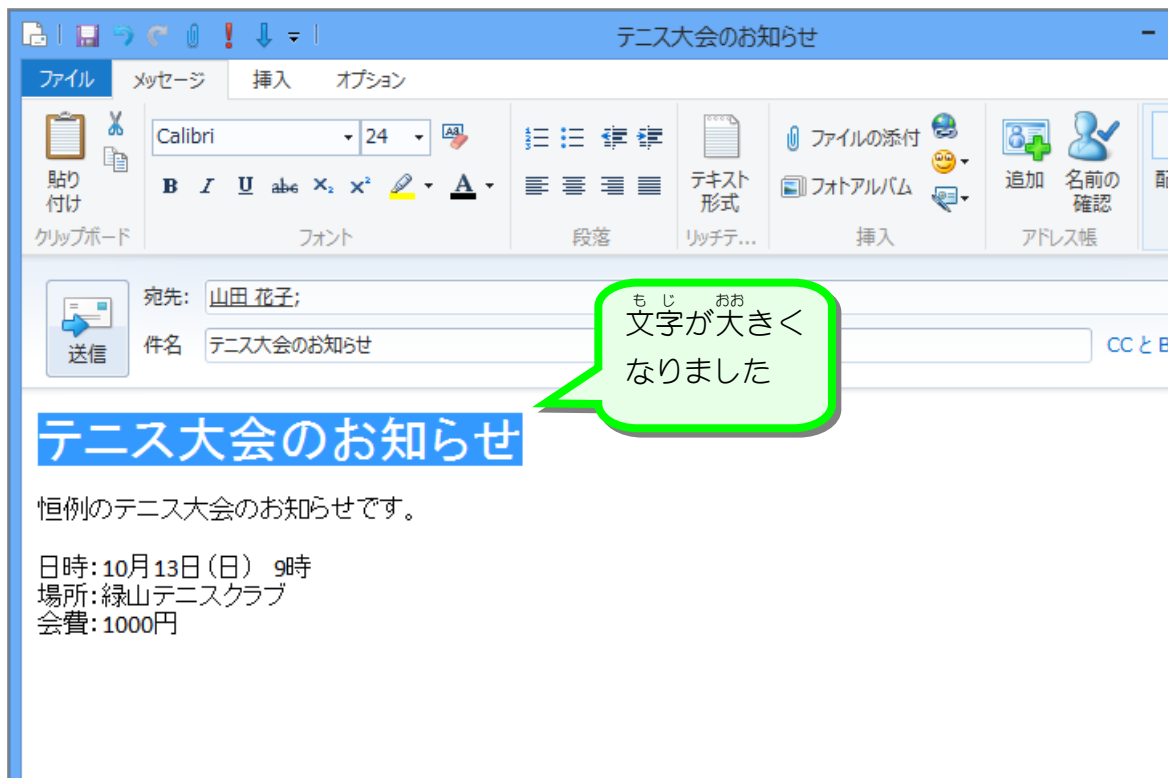 テニス大会のお知らせ
ファイル メッセージ 挿入 オプション
Calibri 24
貼り
付け
B I U abc X₂ x² A
テキスト
形式
ファイルの添付
フォトアルバム
追加
名前の
確認
クリップボード フォント 段落 リッチテ... 挿入 アドレス帳
宛先: 山田 花子;
送信
件名 テニス大会のお知らせ
CC と B
もじ おお
文字が大きく
なりました
テニス大会のお知らせ
恒例のテニス大会のお知らせです。
日時:10月13日(日) 9時
場所:緑山テニスクラブ
会費:1000円